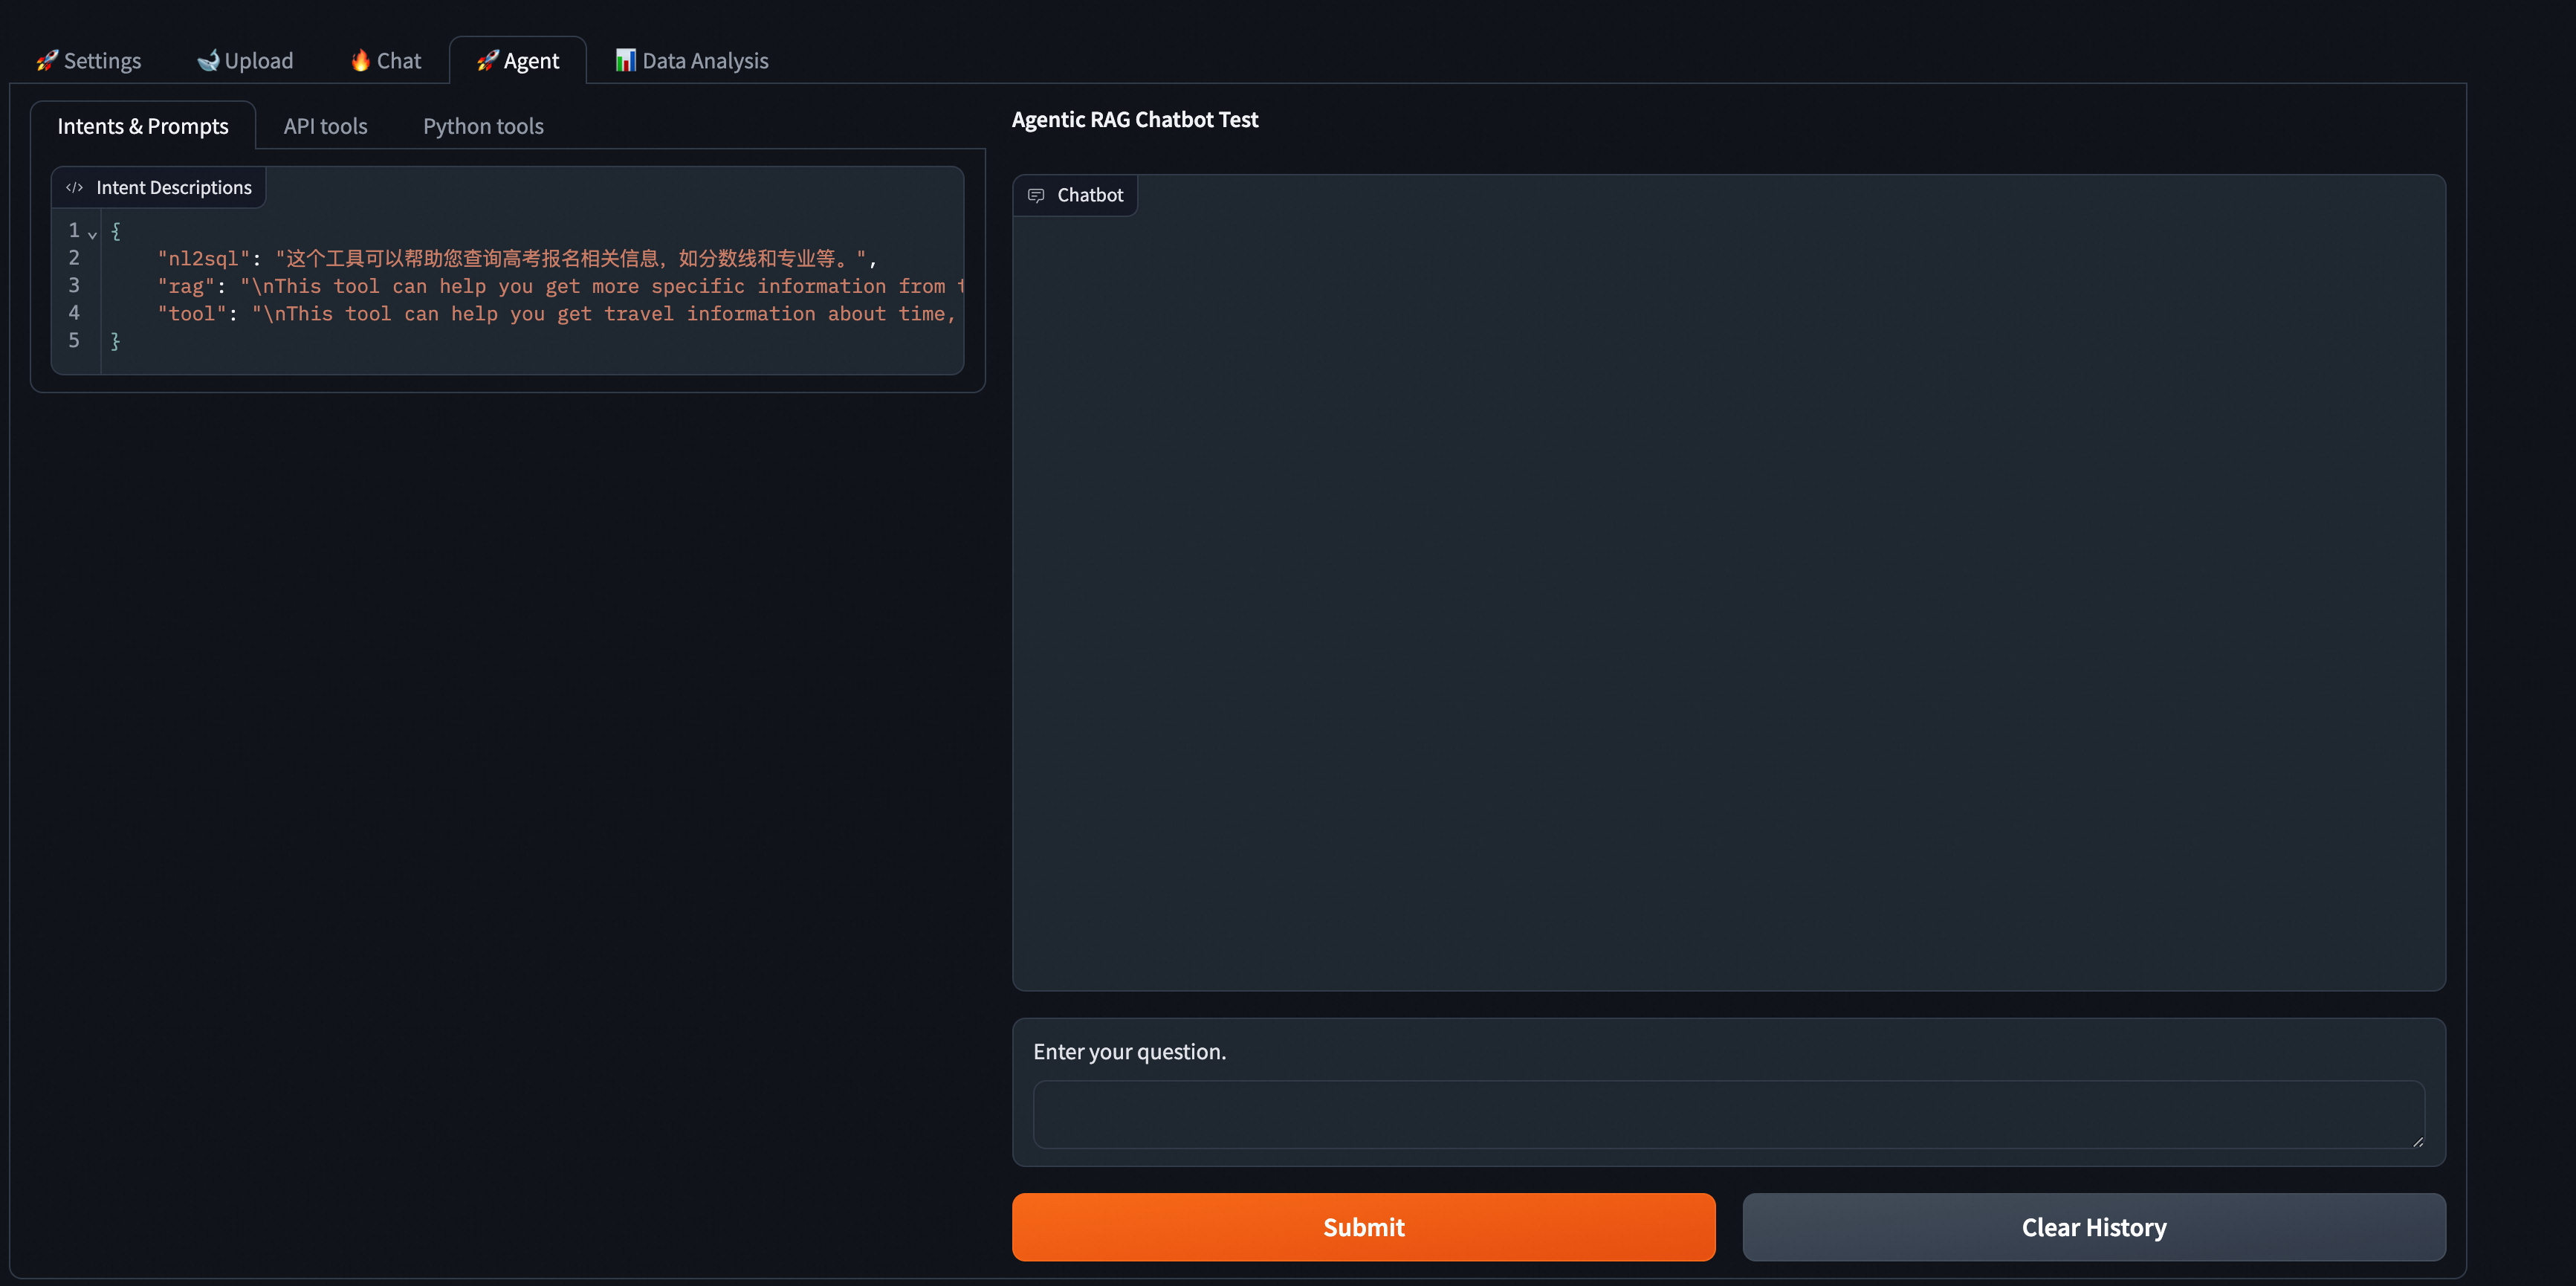 🚀 Settings 🐋 Upload 🔥 Chat 🚀 Agent 📊 Data Analysis
Intents & Prompts API tools Python tools
</> Intent Descriptions
1 {
2 "nl2sql": "这个工具可以帮助您查询高考报名相关信息，如分数线和专业等。",
3 "rag": "\nThis tool can help you get more specific information from
4 "tool": "\nThis tool can help you get travel information about time,
5 }
Agentic RAG Chatbot Test
Chatbot
Enter your question.
Submit Clear History